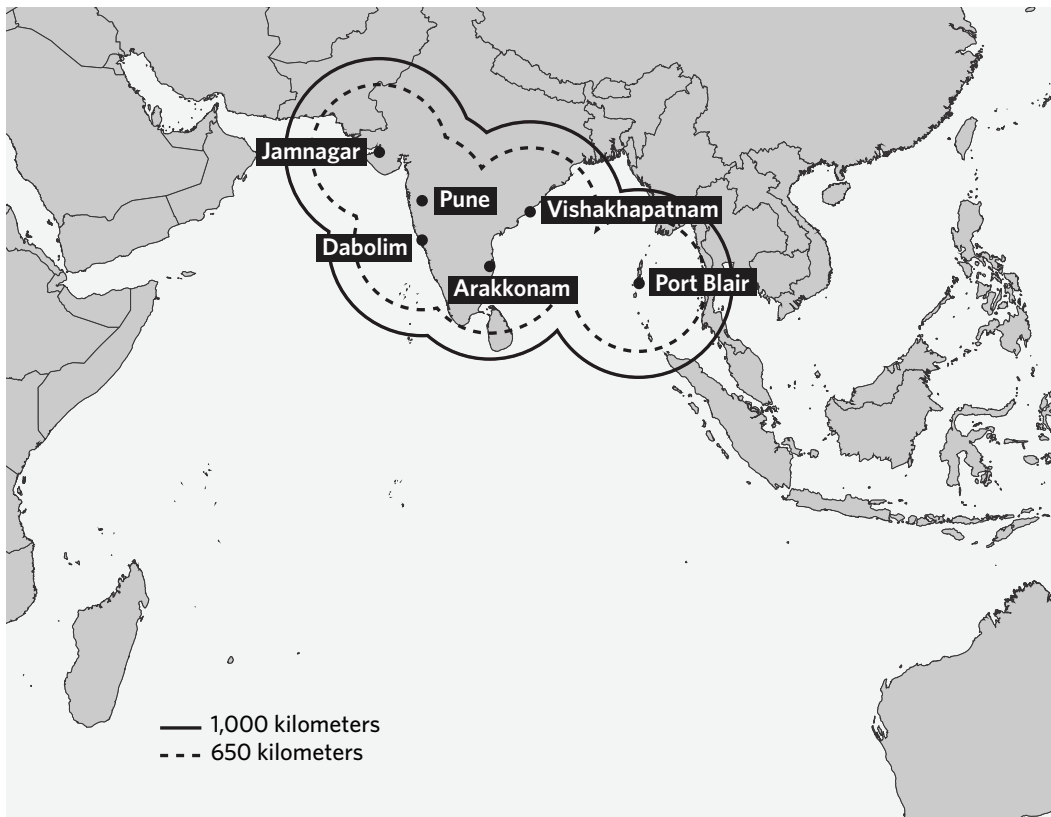 Jamnagar
Pune
Vishakhapatnam
Dabolim
Arakkonam
Port Blair
1,000 kilometers
650 kilometers